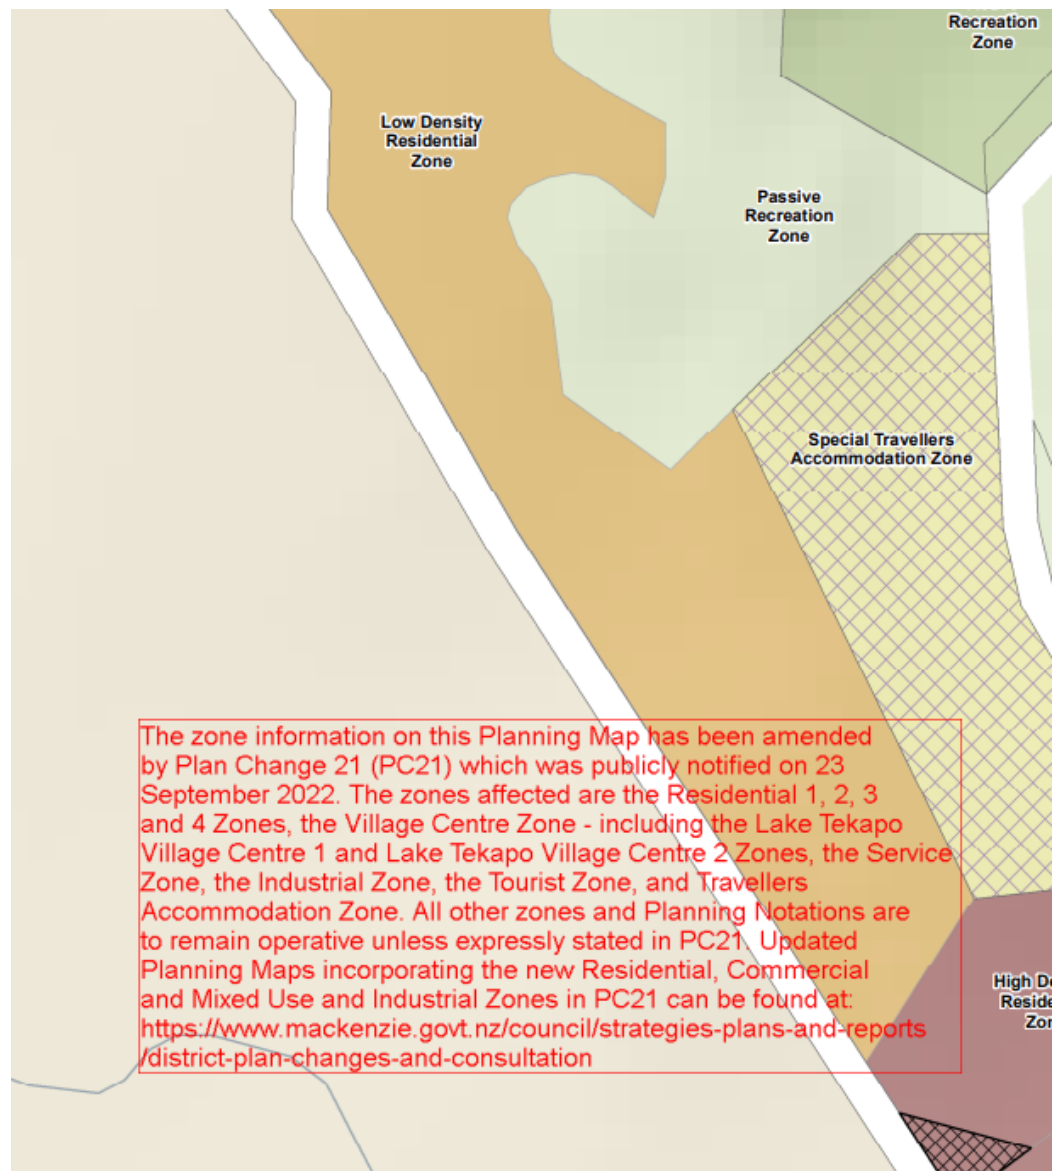 Recreation
Zone
Low Density
Residential
Zone
Passive
Recreation
Zone
Special Travellers
Accommodation Zone
The zone information on this Planning Map has been amended
by Plan Change 21 (PC21) which was publicly notified on 23
September 2022. The zones affected are the Residential 1, 2, 3
and 4 Zones, the Village Centre Zone - including the Lake Tekapo
Village Centre 1 and Lake Tekapo Village Centre 2 Zones, the Service
Zone, the Industrial Zone, the Tourist Zone, and Travellers
Accommodation Zone. All other zones and Planning Notations are
to remain operative unless expressly stated in PC21. Updated
Planning Maps incorporating the new Residential, Commercial
and Mixed Use and Industrial Zones in PC21 can be found at:
https://www.mackenzie.govt.nz/council/strategies-plans-and-reports
/district-plan-changes-and-consultation
High